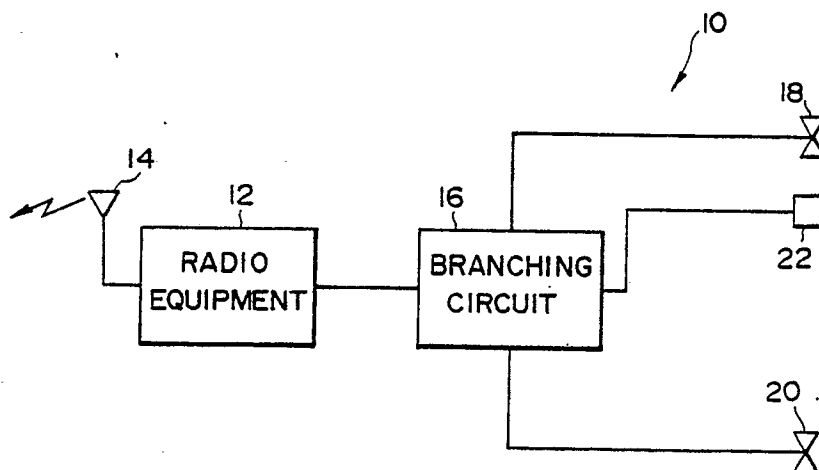 10
18
14
12
16
RADIO
EQUIPMENT
BRANCHING
CIRCUIT
22
20